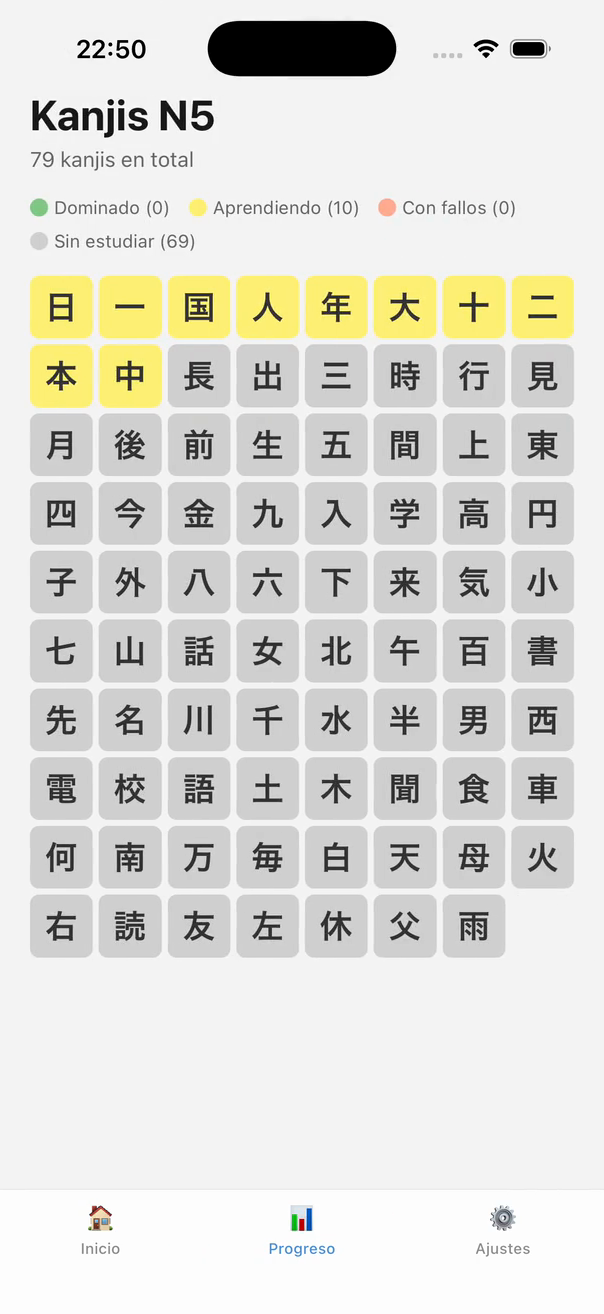 22:50
Kanjis N5
79 kanjis en total
Dominado (0) Aprendiendo (10) Con fallos (0)
Sin estudiar (69)
日 一 国 人 年 大 十 二
本 中 長 出 三 時 行 見
月 後 前 生 五 間 上 東
四 今 金 九 入 学 高 円
子 外 八 六 下 来 気 小
七 山 話 女 北 午 百 書
先 名 川 千 水 半 男 西
電 校 語 土 木 聞 食 車
何 南 万 毎 白 天 母 火
右 読 友 左 休 父 雨
Inicio Progreso Ajustes